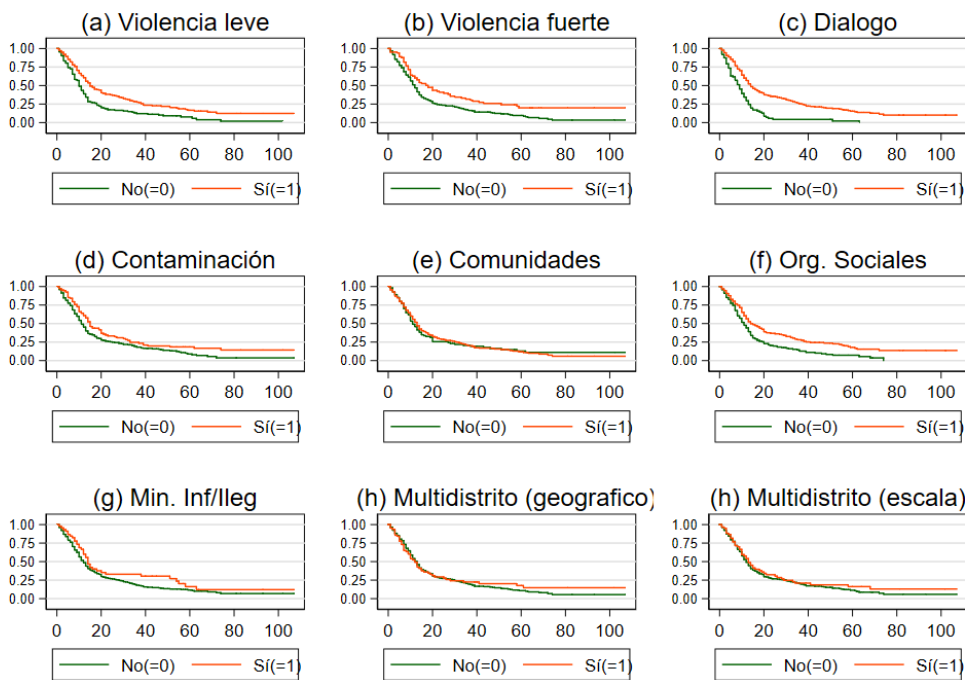 (a) Violencia leve
1.00
0.75
0.50
0.25
0.00
0 20 40 60 80 100
No(=0) Sí(=1)
(b) Violencia fuerte
1.00
0.75
0.50
0.25
0.00
0 20 40 60 80 100
No(=0) Sí(=1)
(c) Dialogo
1.00
0.75
0.50
0.25
0.00
0 20 40 60 80 100
No(=0) Sí(=1)
(d) Contaminación
1.00
0.75
0.50
0.25
0.00
0 20 40 60 80 100
No(=0) Sí(=1)
(e) Comunidades
1.00
0.75
0.50
0.25
0.00
0 20 40 60 80 100
No(=0) Sí(=1)
(f) Org. Sociales
1.00
0.75
0.50
0.25
0.00
0 20 40 60 80 100
No(=0) Sí(=1)
(g) Min. Inf/Ileg
1.00
0.75
0.50
0.25
0.00
0 20 40 60 80 100
No(=0) Sí(=1)
(h) Multidistrito (geografico)
1.00
0.75
0.50
0.25
0.00
0 20 40 60 80 100
No(=0) Sí(=1)
(h) Multidistrito (escala)
1.00
0.75
0.50
0.25
0.00
0 20 40 60 80 100
No(=0) Sí(=1)